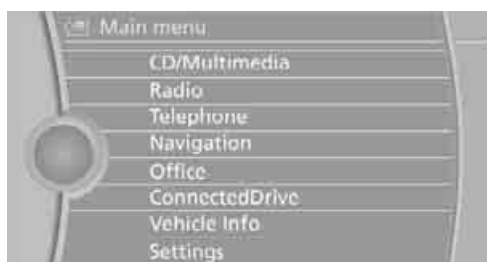 Main menu
CD/Multimedia
Radio
Telephone
Navigation
Office
ConnectedDrive
Vehicle Info
Settings